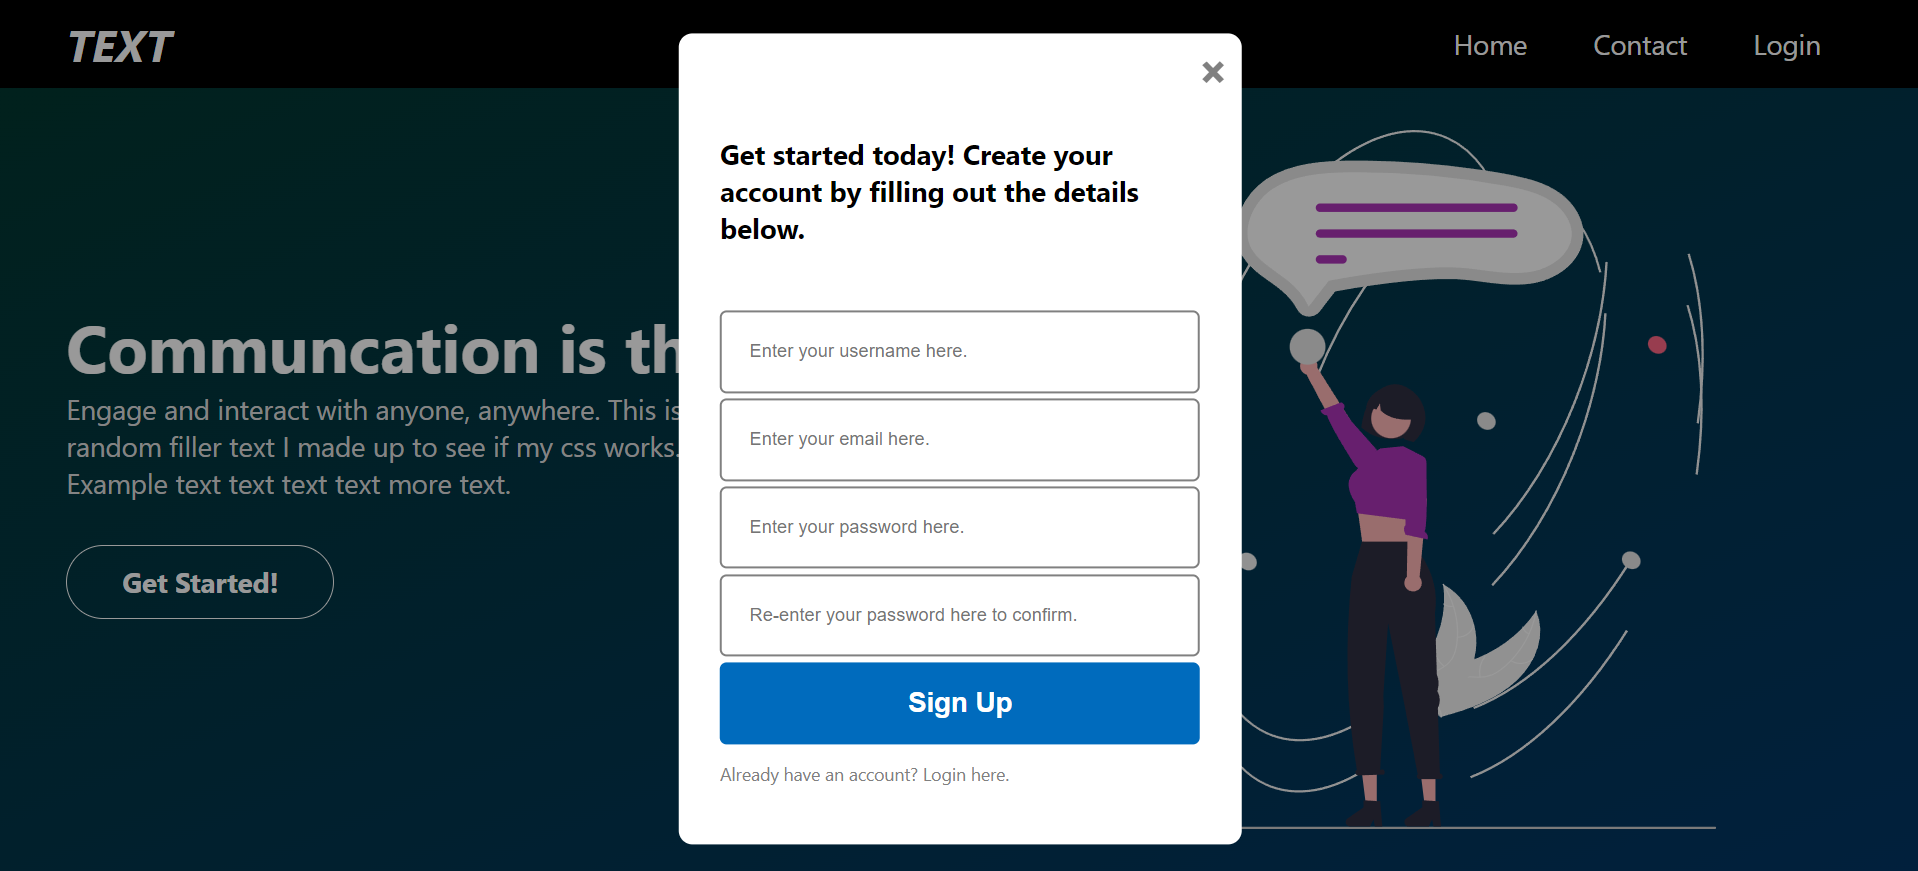 TEXT
Home Contact Login
Get started today! Create your
account by filling out the details
below.
Enter your username here.
Enter your email here.
Enter your password here.
Re-enter your password here to confirm.
Sign Up
Already have an account? Login here.
Communcation is
Engage and interact with anyone, anywhere. This is
random filler text I made up to see if my css works.
Example text text text text more text.
Get Started!